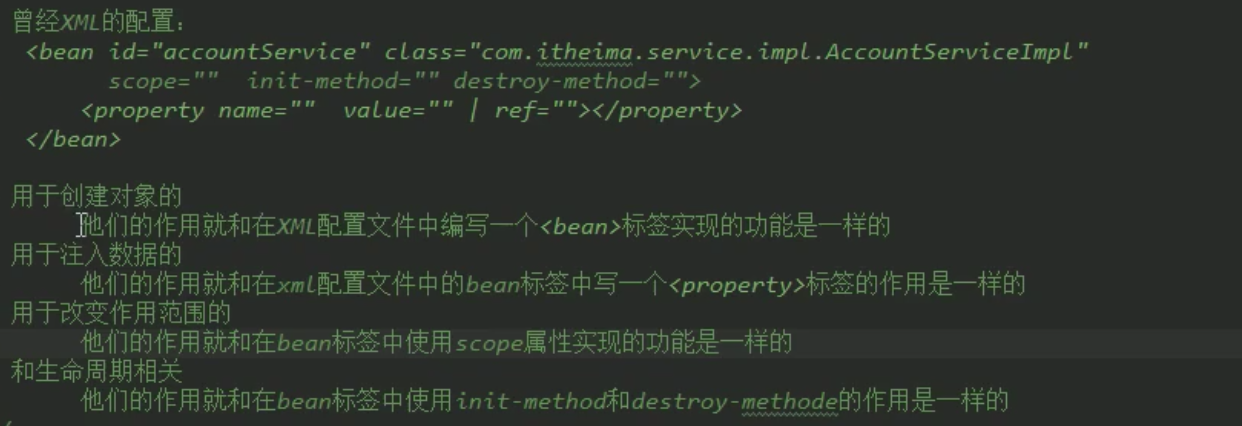 曾经XML的配置:
<bean id="accountService" class="com.itheima.service.impl.AccountServiceImpl"
scope="" init-method="" destroy-method="">
<property name="" value="" | ref=""></property>
</bean>
用于创建对象的
他们的作用就和在XML配置文件中编写一个<bean>标签实现的功能是一样的
用于注入数据的
他们的作用就和在xml配置文件中的bean标签中写一个<property>标签的作用是一样的
用于改变作用范围的
他们的作用就和在bean标签中使用scope属性实现的功能是一样的
和生命周期相关
他们的作用就和在bean标签中使用init-method和destroy-methode的作用是一样的